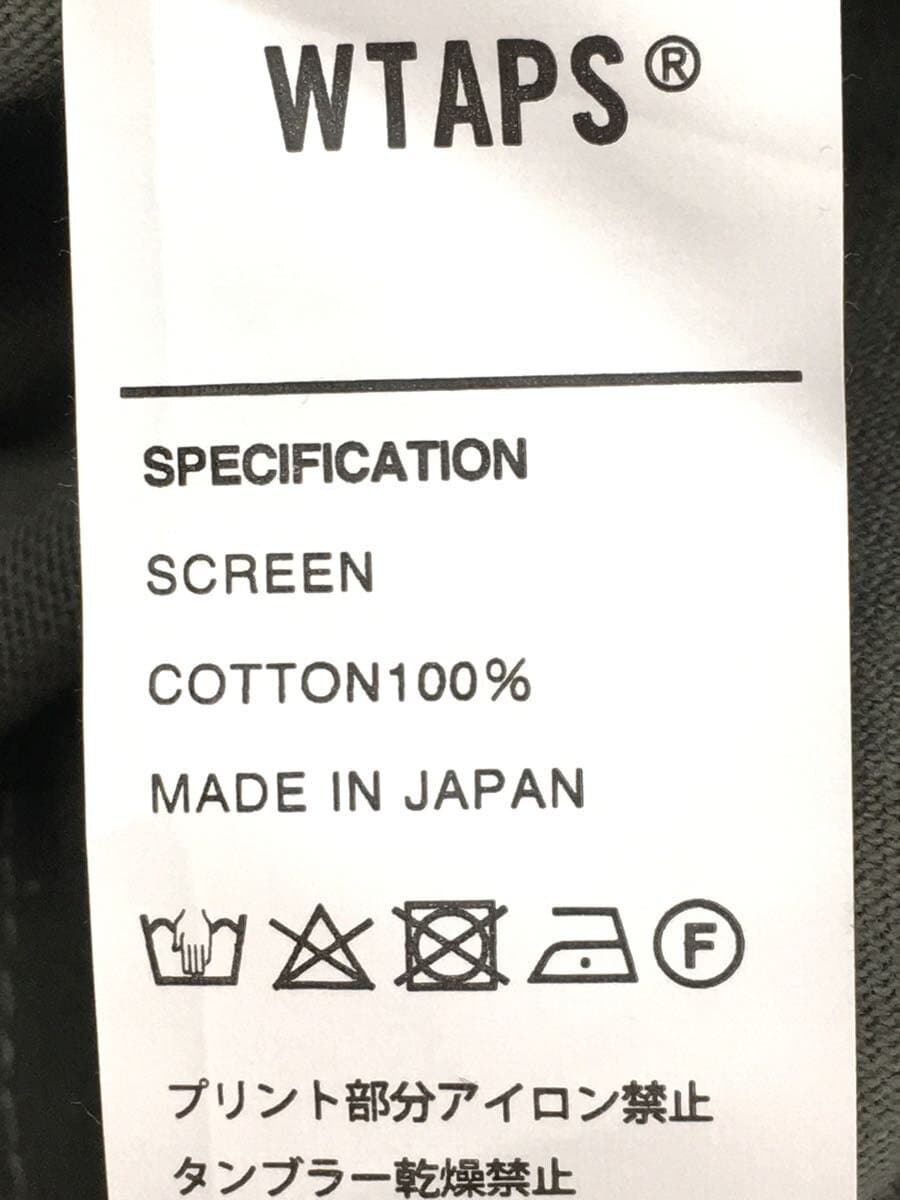 WTAPS®
SPECIFICATION
SCREEN
COTTON100%
MADE IN JAPAN
F
プリント部分アイロン禁止
タンブラー乾燥禁止